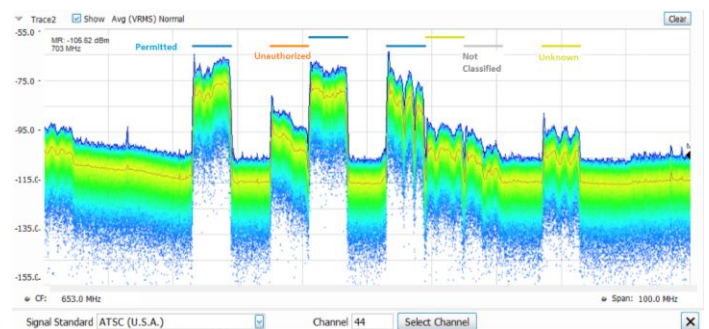 Trace2 Show Avg (VRMS) Normal Clear
-55.0
MR: -106.62 dBm
703 MHz
Permitted Unauthorized Not Classified Unknown
-75.0
-95.0
M
-115.0
-135.0
-155.0
CF: 653.0 MHz Span: 100.0 MHz
Signal Standard ATSC (U.S.A.) Channel 44 Select Channel X